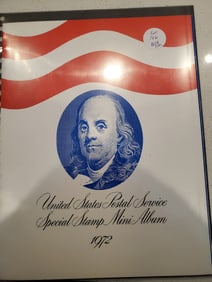 United States Postal Service
Special Stamp Mini Album
1972